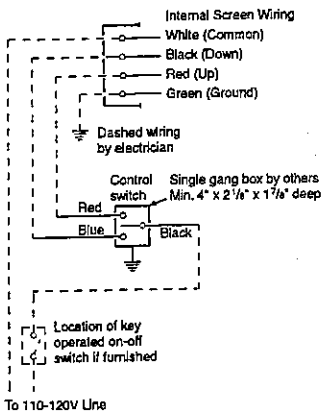 Internal Screen Wiring
White (Common)
Black (Down)
Red (Up)
Green (Ground)
Dashed wiring
by electrician
Control
switch
Single gang box by others
Min. 4" x 2 1/8" x 1 7/8" deep
Red
Blue
Black
Location of key
operated on-off
switch if furnished
To 110-120V Line